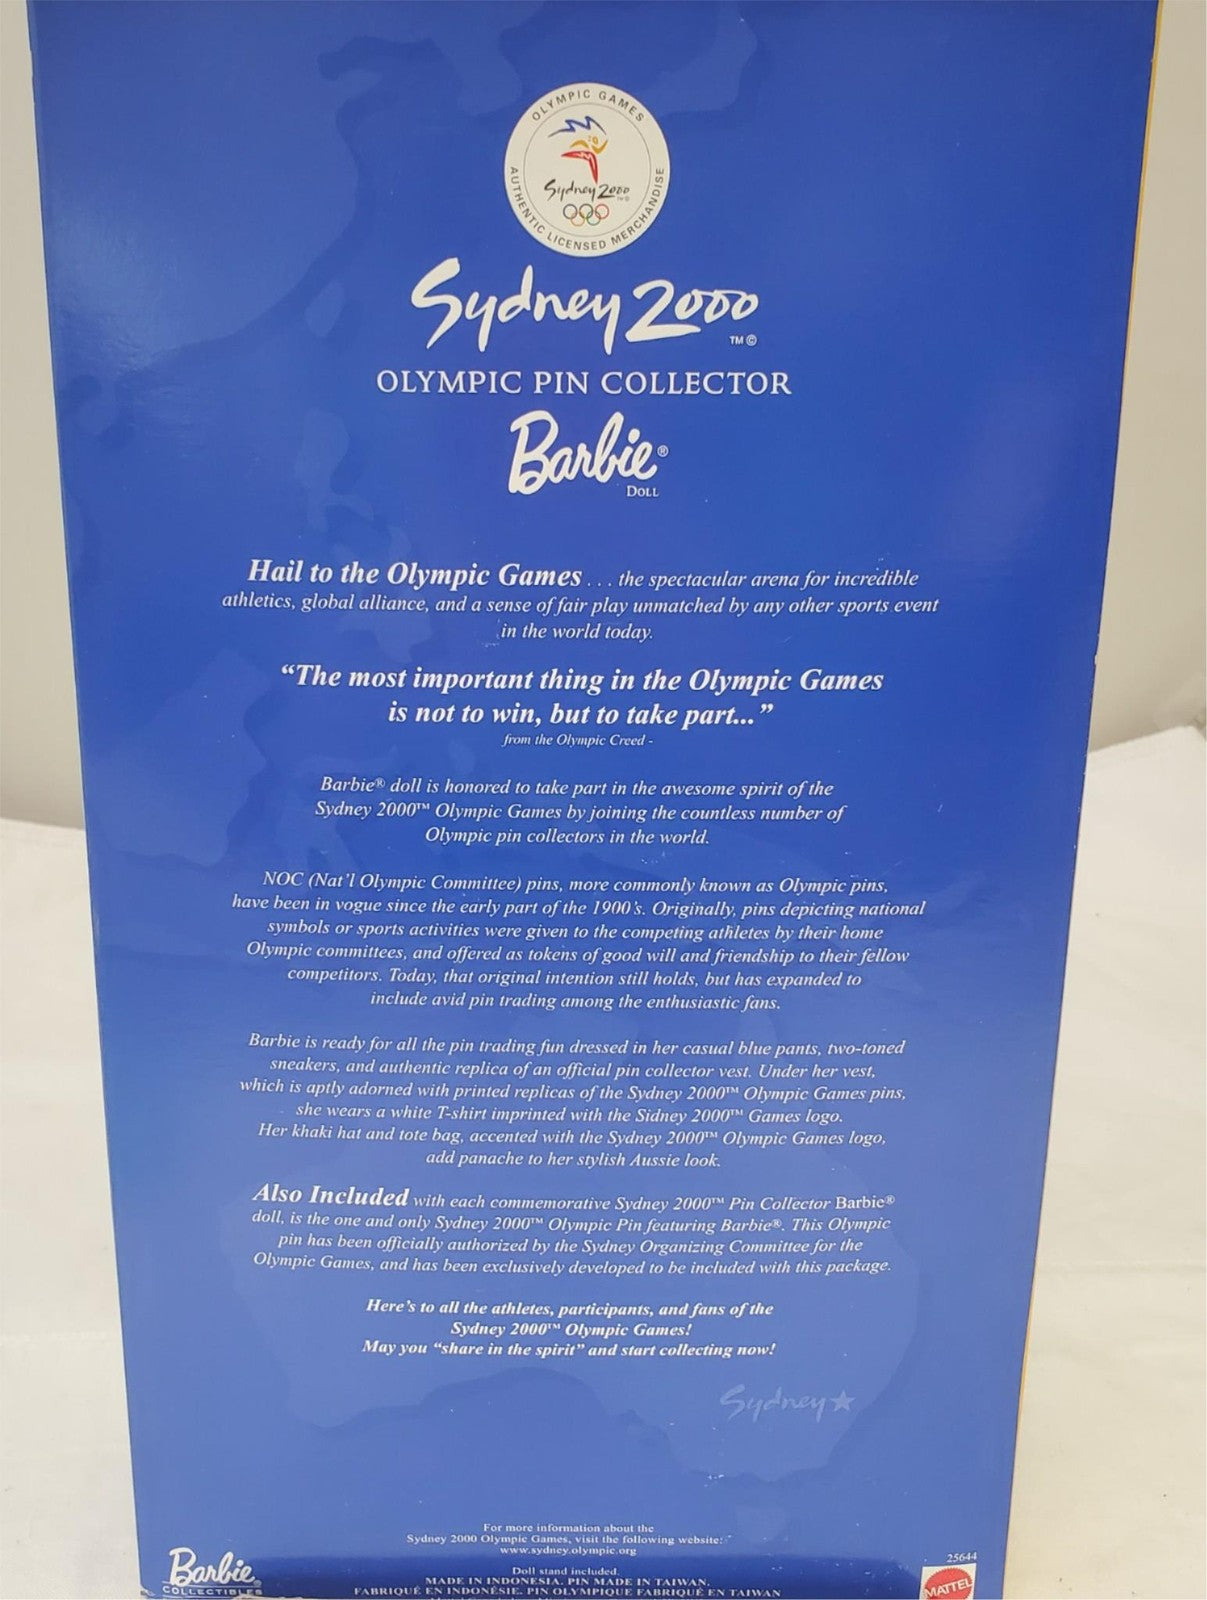 OLYMPIC GAMES
Sydney 2000
TM ©
AUTHENTIC LICENSED MERCHANDISE
Sydney 2000
TM ©
OLYMPIC PIN COLLECTOR
Barbie®
DOLL
Hail to the Olympic Games . . . the spectacular arena for incredible
athletics, global alliance, and a sense of fair play unmatched by any other sports event
in the world today.
“The most important thing in the Olympic Games
is not to win, but to take part...”
from the Olympic Creed -
Barbie® doll is honored to take part in the awesome spirit of the
Sydney 2000™ Olympic Games by joining the countless number of
Olympic pin collectors in the world.
NOC (Nat'l Olympic Committee) pins, more commonly known as Olympic pins,
have been in vogue since the early part of the 1900's. Originally, pins depicting national
symbols or sports activities were given to the competing athletes by their home
Olympic committees, and offered as tokens of good will and friendship to their fellow
competitors. Today, that original intention still holds, but has expanded to
include avid pin trading among the enthusiastic fans.
Barbie is ready for all the pin trading fun dressed in her casual blue pants, two-toned
sneakers, and authentic replica of an official pin collector vest. Under her vest,
which is aptly adorned with printed replicas of the Sydney 2000™ Olympic Games pins,
she wears a white T-shirt imprinted with the Sidney 2000™ Games logo.
Her khaki hat and tote bag, accented with the Sydney 2000™ Olympic Games logo,
add panache to her stylish Aussie look.
Also Included with each commemorative Sydney 2000™ Pin Collector Barbie®
doll, is the one and only Sydney 2000™ Olympic Pin featuring Barbie®. This Olympic
pin has been officially authorized by the Sydney Organizing Committee for the
Olympic Games, and has been exclusively developed to be included with this package.
Here's to all the athletes, participants, and fans of the
Sydney 2000™ Olympic Games!
May you “share in the spirit” and start collecting now!
Sydney★
For more information about the
Sydney 2000 Olympic Games, visit the following website:
www.sydney.olympic.org
Doll stand included.
MADE IN INDONESIA. PIN MADE IN TAIWAN.
FABRIQUÉ EN INDONÉSIE. PIN OLYMPIQUE FABRIQUÉ EN TAIWAN
Barbie
COLLECTIBLES
25644
MATTEL